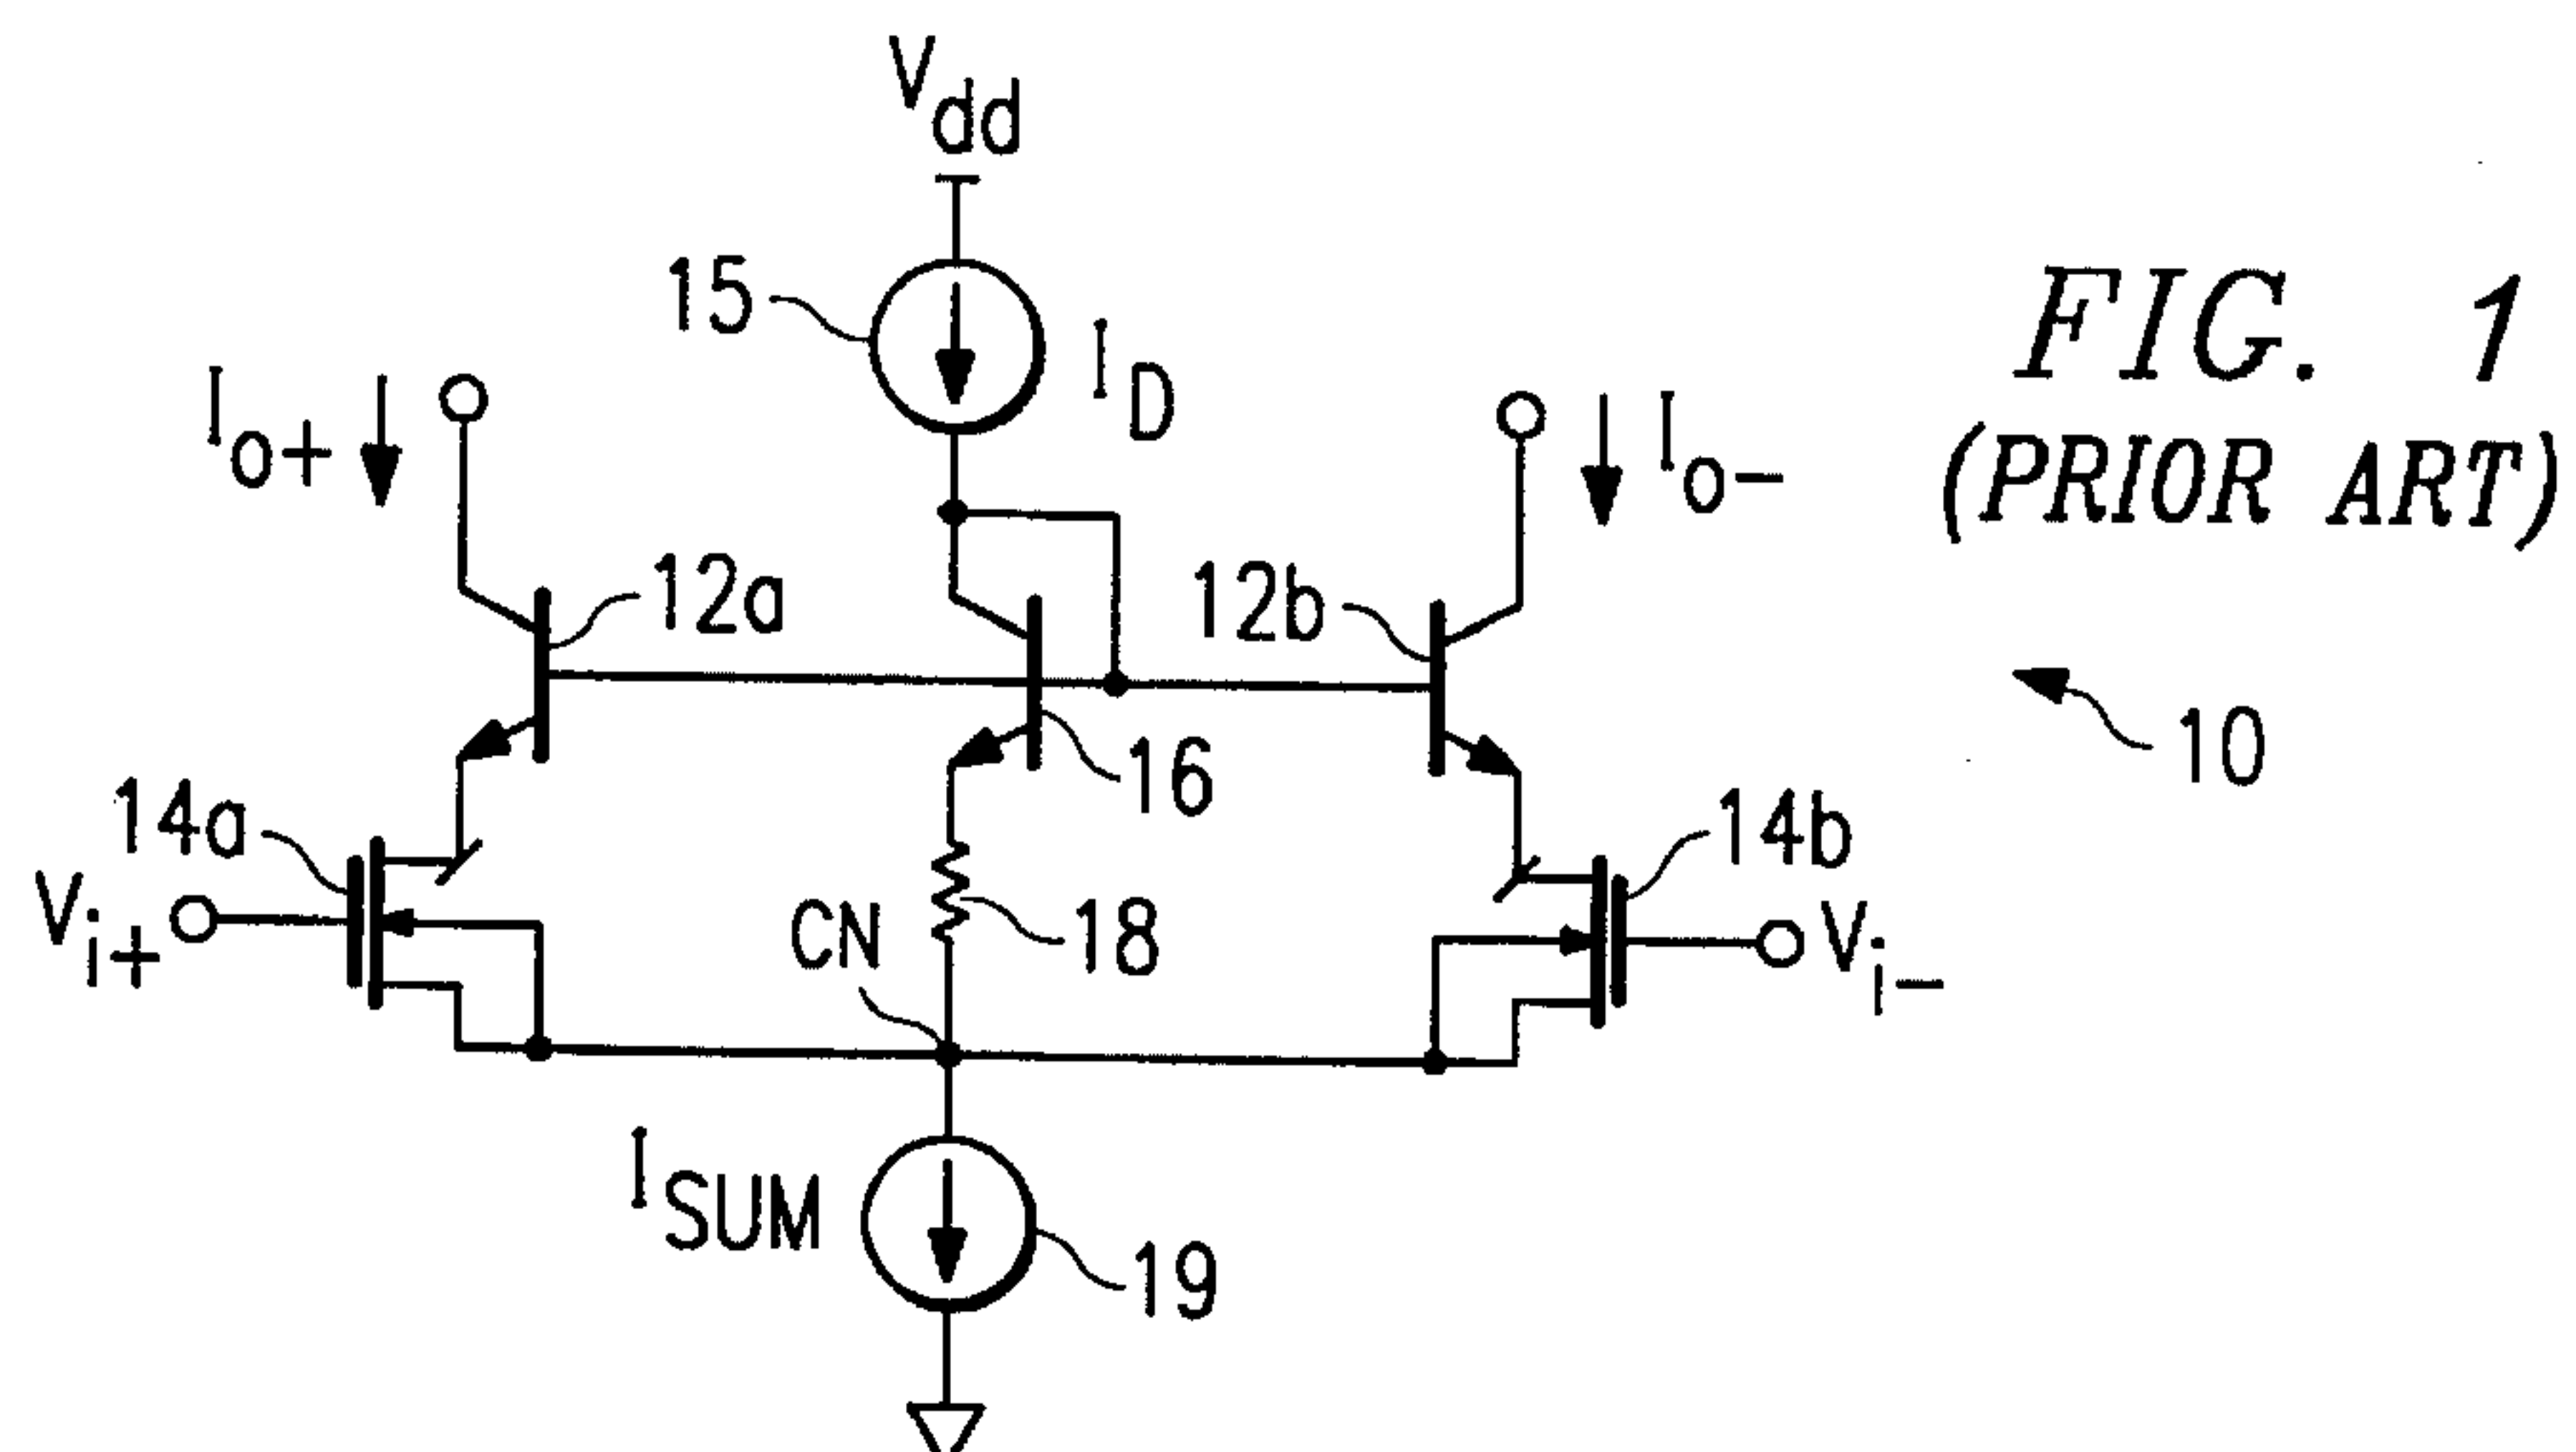 Vdd
15
ID
Io+
Io-
FIG. 1
(PRIOR ART)
12a
12b
16
10
14a
14b
Vi+
CN
18
Vi-
ISUM
19